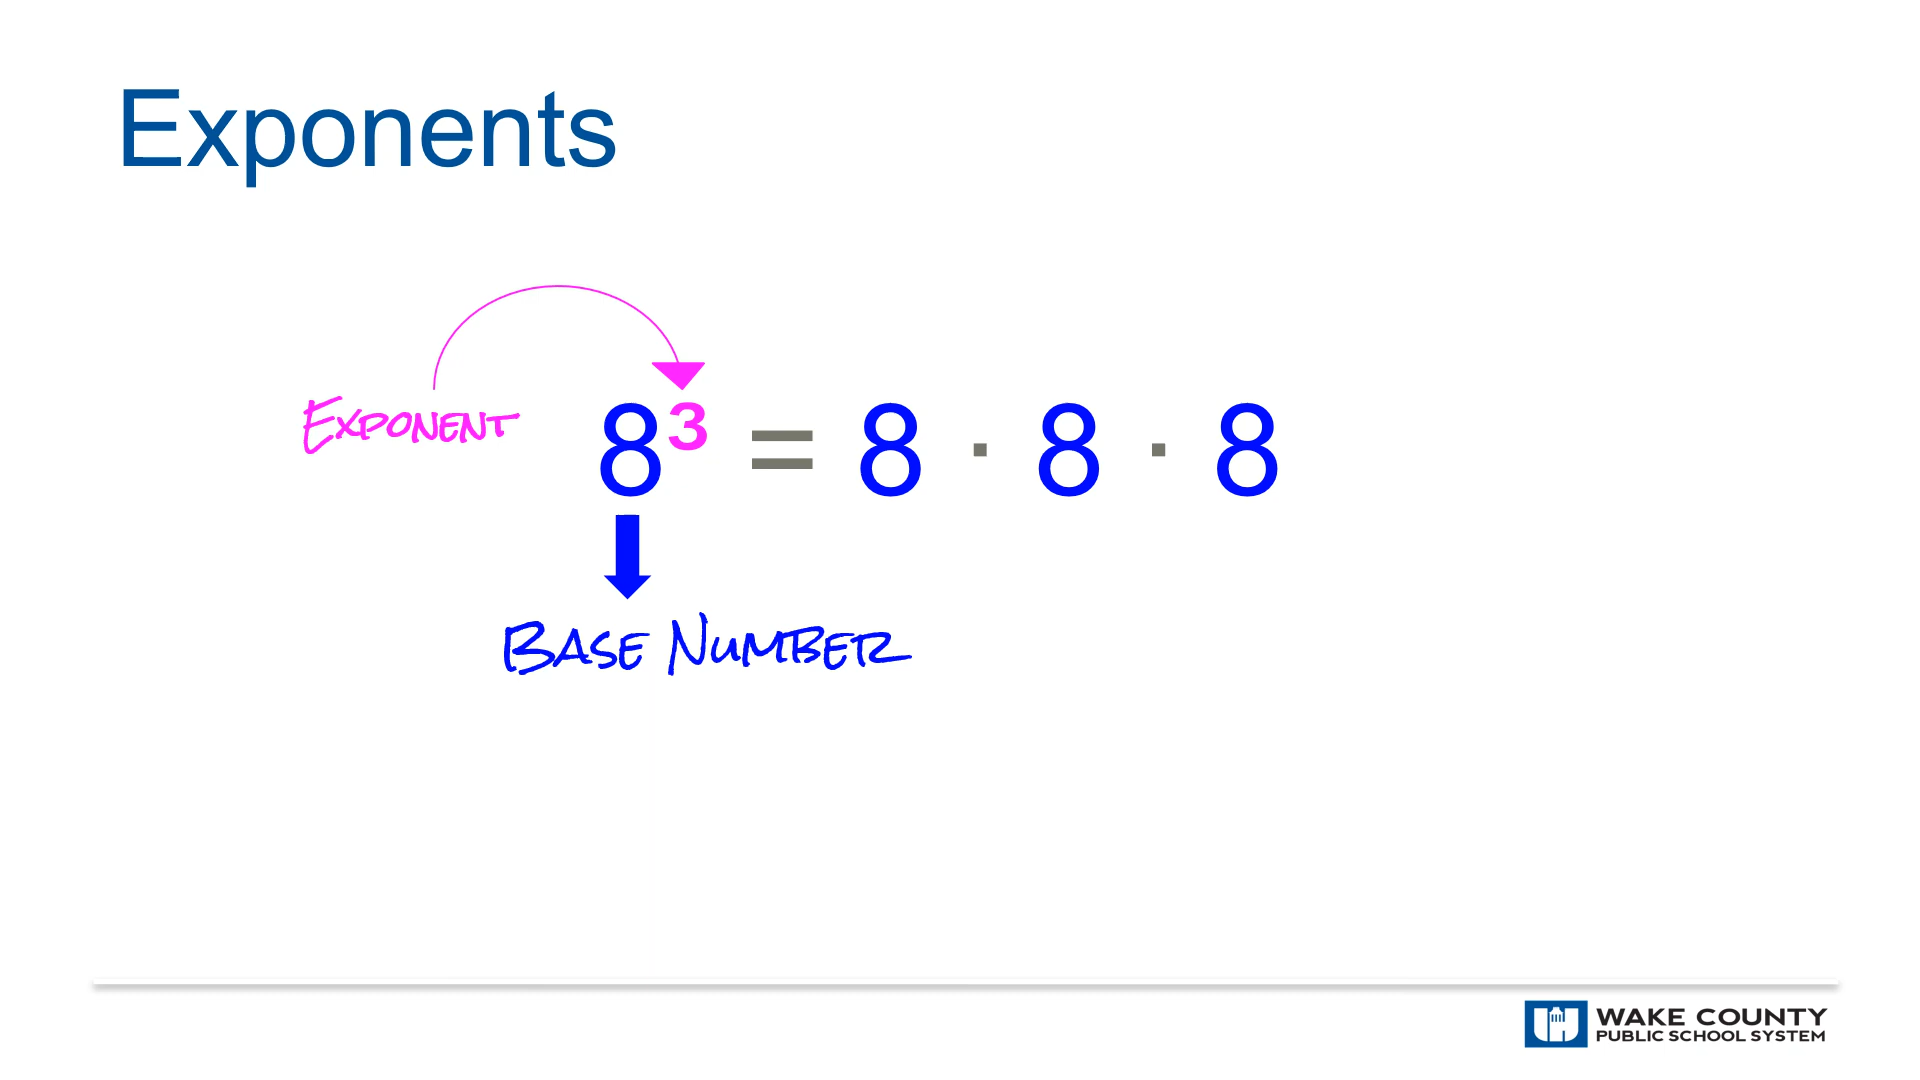 Exponents
Exponent
8³ = 8 · 8 · 8
Base Number
WAKE COUNTY
PUBLIC SCHOOL SYSTEM